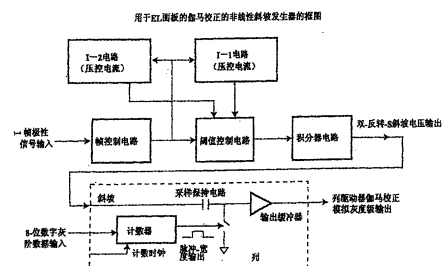 用于EL面板的伽马校正的非线性斜坡发生器的框图
I-2电路
(压控电流)
I-1电路
(压控电流)
双-反转-S斜坡电压输出
帧极性
信号输入
帧控制电路
阈值控制电路
积分器电路
斜坡
采样保持电路
输出缓冲器
列驱动器伽马校正
模拟灰度级输出
8-位数字灰
阶数据输入
计数器
计数时钟
脉冲-宽
度输出
列